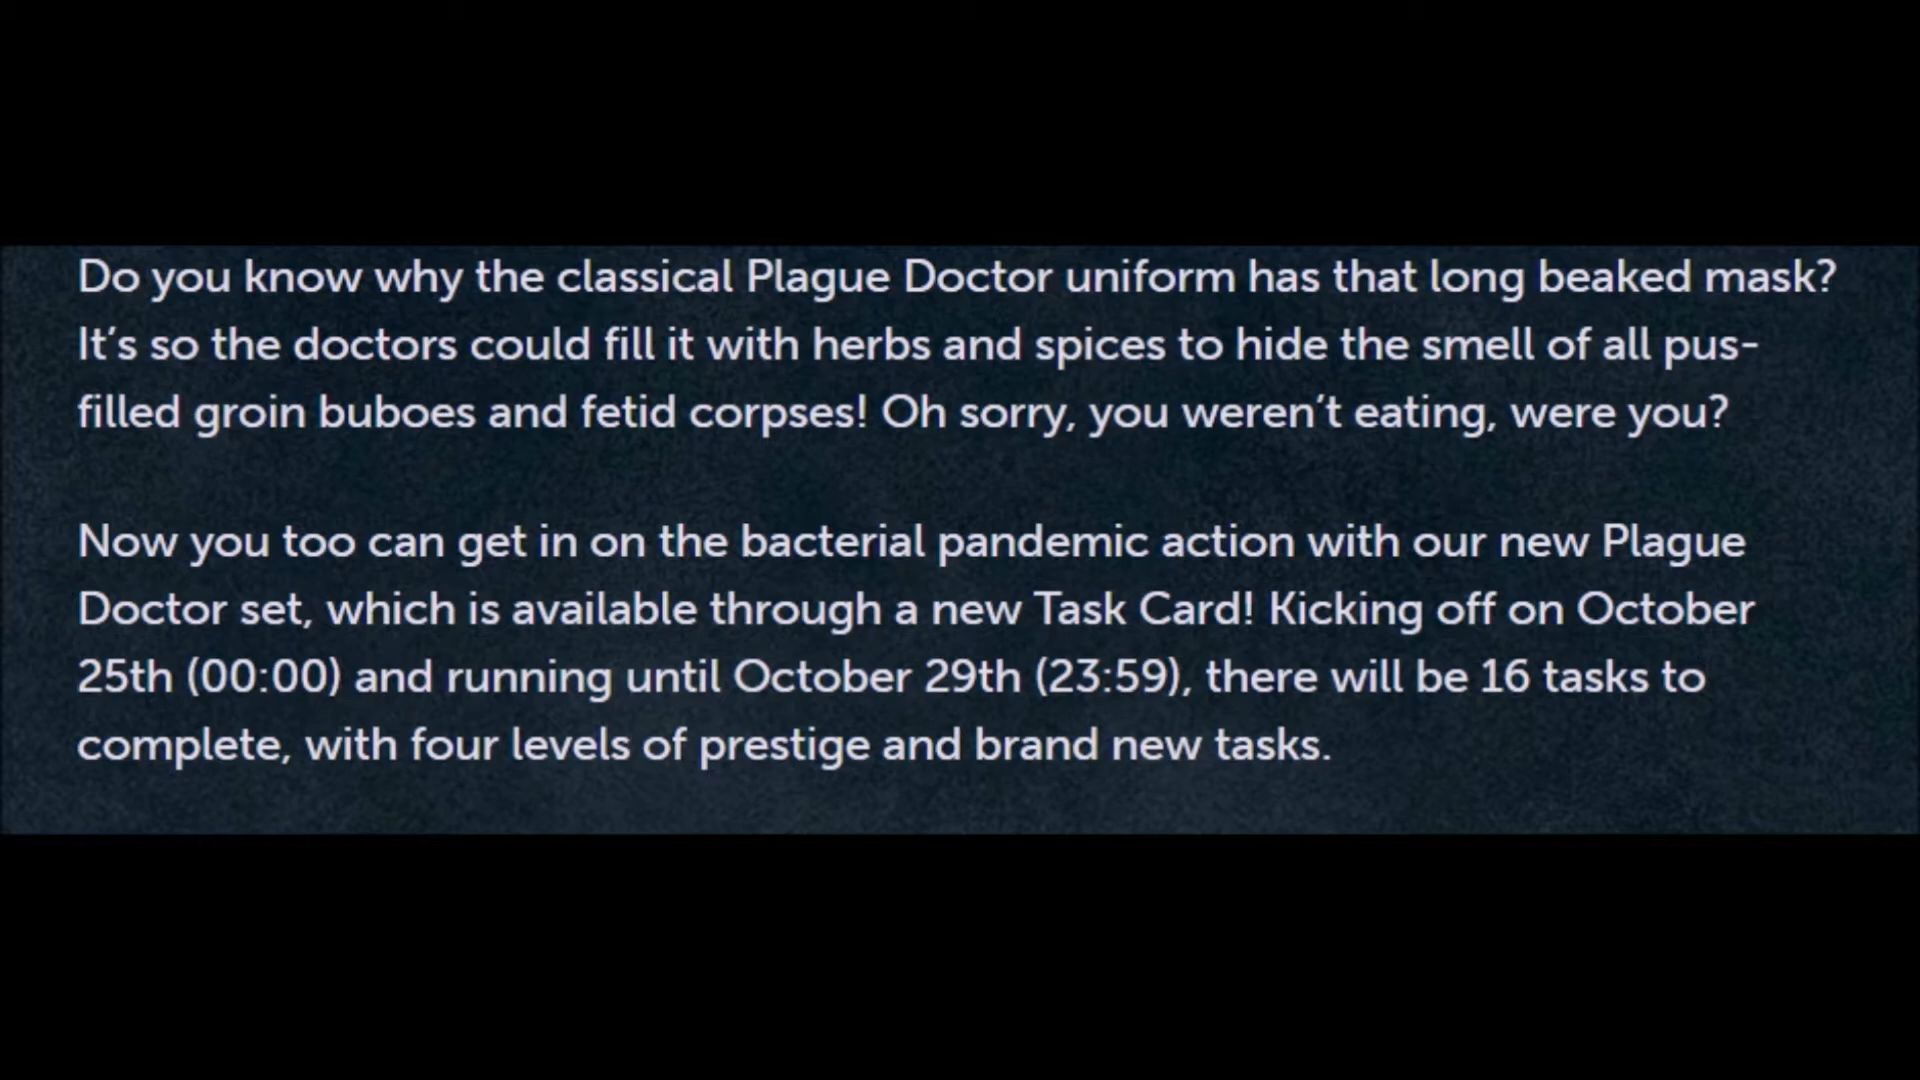 Do you know why the classical Plague Doctor uniform has that long beaked mask?
It’s so the doctors could fill it with herbs and spices to hide the smell of all pus-
filled groin buboes and fetid corpses! Oh sorry, you weren’t eating, were you?
Now you too can get in on the bacterial pandemic action with our new Plague
Doctor set, which is available through a new Task Card! Kicking off on October
25th (00:00) and running until October 29th (23:59), there will be 16 tasks to
complete, with four levels of prestige and brand new tasks.